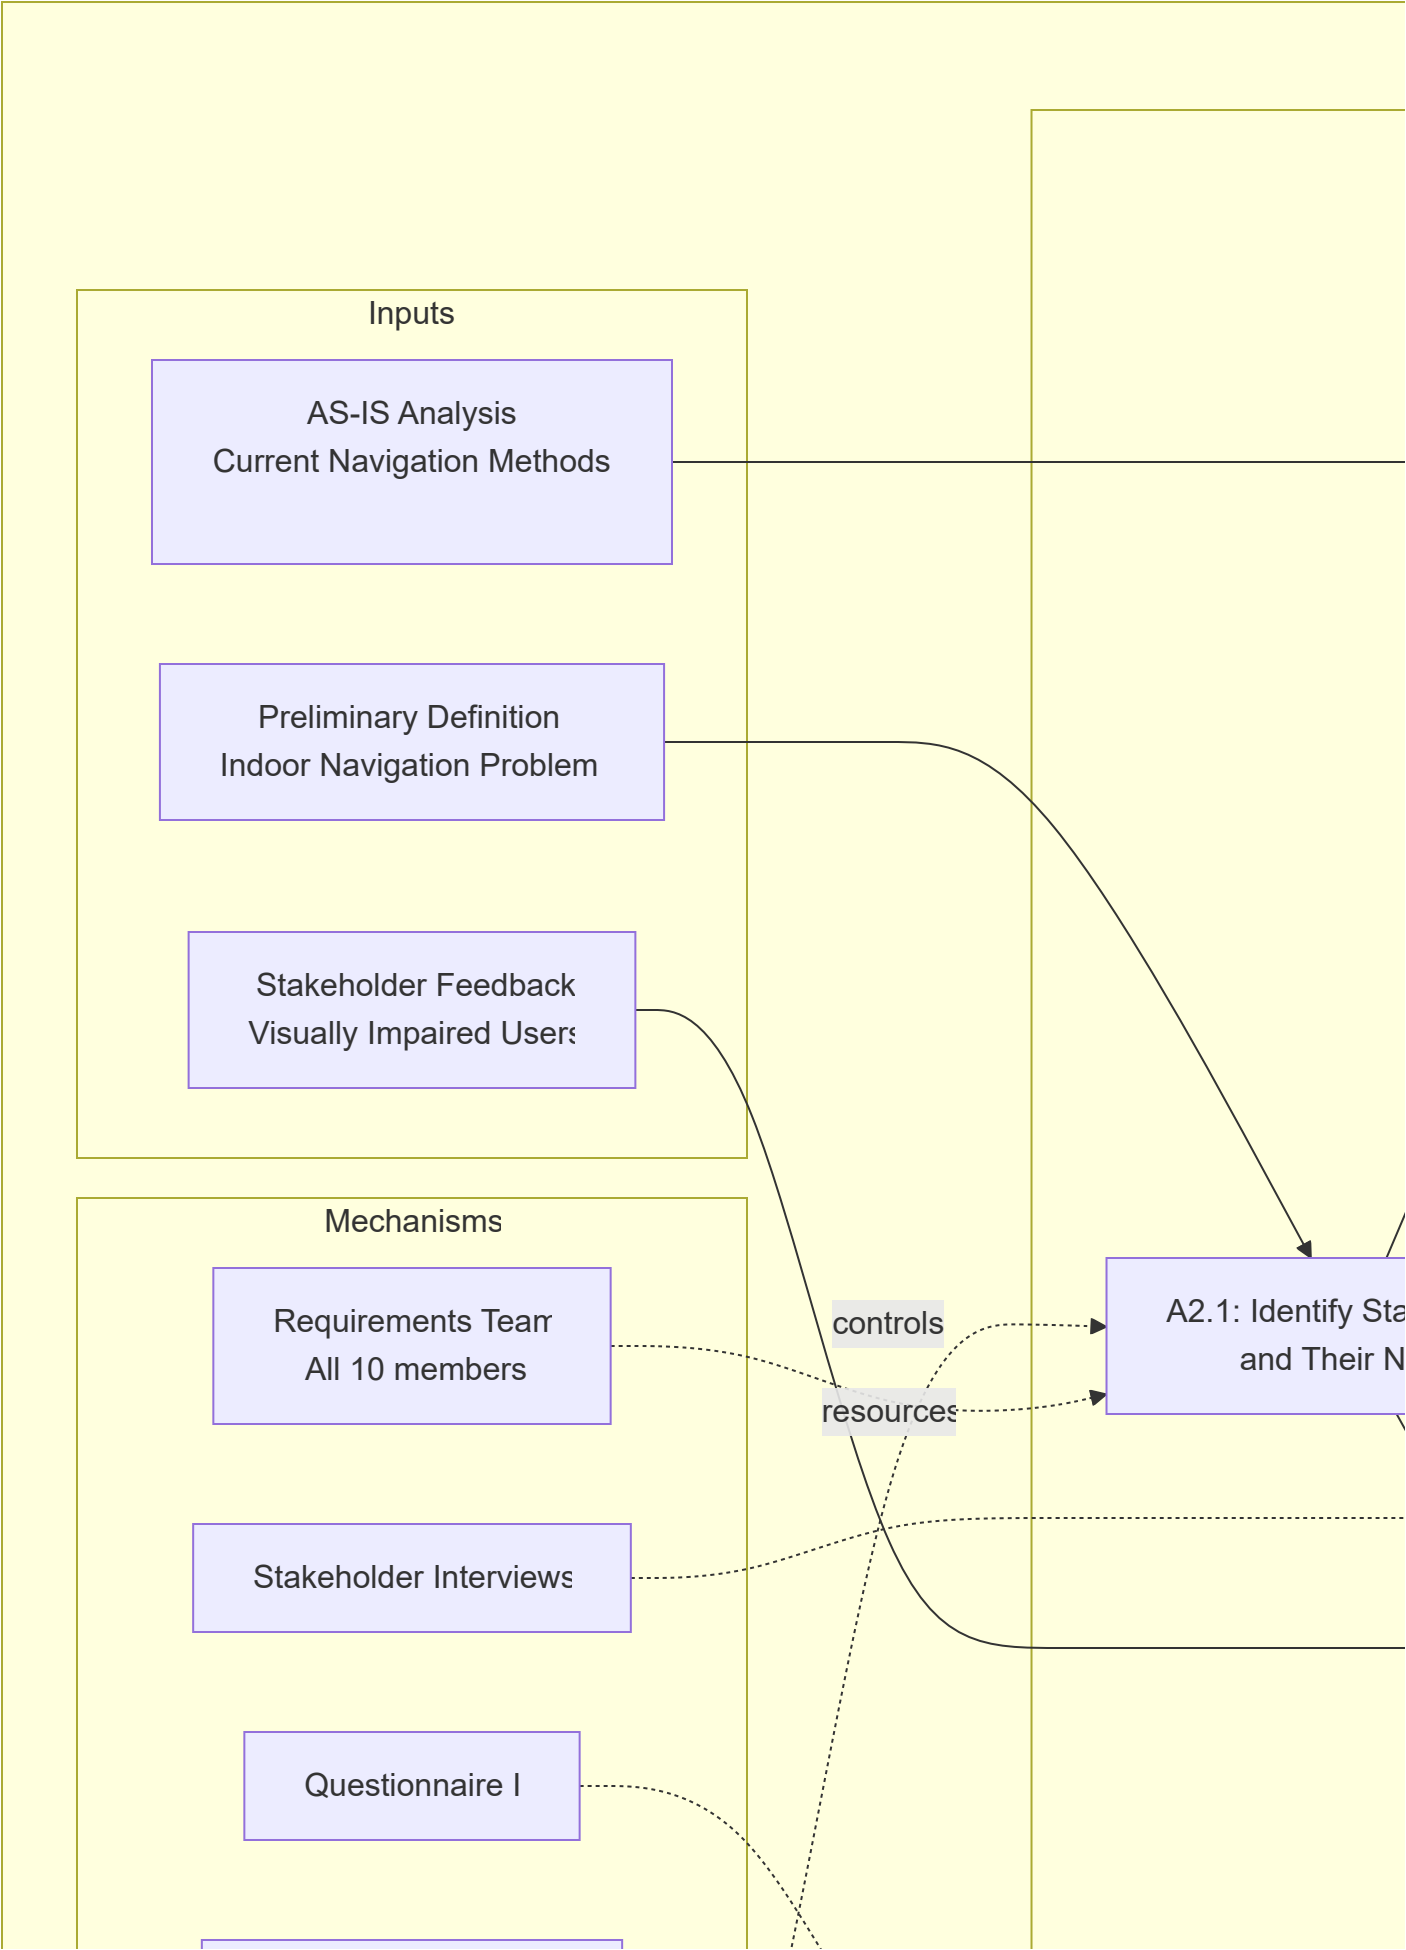 Inputs
AS-IS Analysis
Current Navigation Methods
Preliminary Definition
Indoor Navigation Problem
Stakeholder Feedback
Visually Impaired Users
Mechanisms
Requirements Team
All 10 members
controls
resources
A2.1: Identify Sta
and Their N
Stakeholder Interviews
Questionnaire I